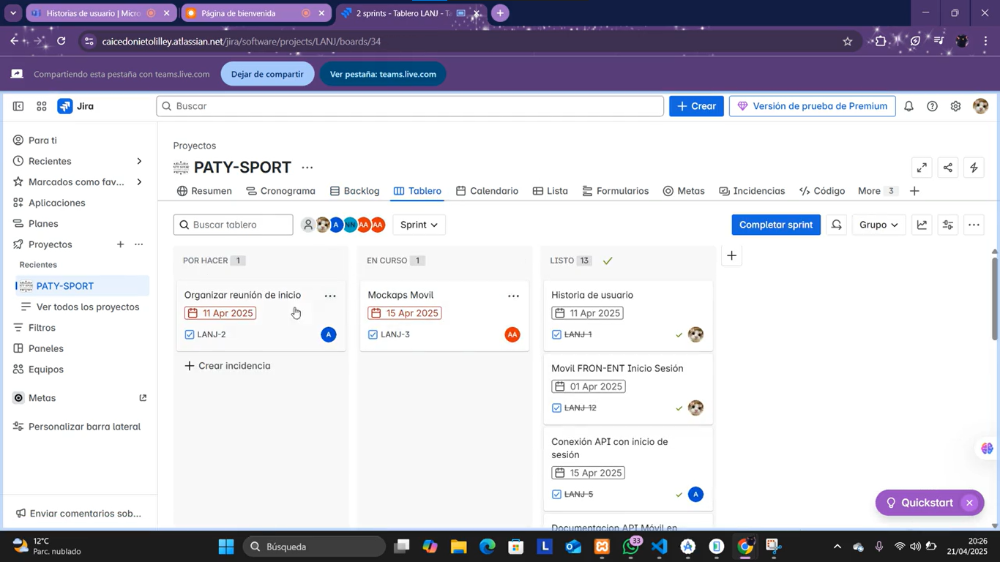 Historias de usuario | Micro
Página de bienvenida
2 sprints - Tablero LANJ - Ta
caicedonietolilley.atlassian.net/jira/software/projects/LANJ/boards/34
Compartiendo esta pestaña con teams.live.com
Dejar de compartir
Ver pestaña: teams.live.com
Jira
Buscar
Crear
Versión de prueba de Premium
Para ti
Recientes
Marcados como fav...
Aplicaciones
Planes
Proyectos
Recientes
PATY-SPORT
Ver todos los proyectos
Filtros
Paneles
Equipos
Metas
Personalizar barra lateral
Enviar comentarios sob...
Proyectos
PATY-SPORT
Resumen
Cronograma
Backlog
Tablero
Calendario
Lista
Formularios
Metas
Incidencias
Código
More 3
Buscar tablero
A
NN
AA
AA
Sprint
Completar sprint
Grupo
POR HACER 1
Organizar reunión de inicio
11 Apr 2025
LANJ-2
A
Crear incidencia
EN CURSO 1
Mockaps Movil
15 Apr 2025
LANJ-3
AA
LISTO 13
Historia de usuario
11 Apr 2025
LANJ-1
Movil FRON-ENT Inicio Sesión
01 Apr 2025
LANJ-12
Conexión API con inicio de
sesión
15 Apr 2025
LANJ-5
A
Documentacion API Móvil en
Quickstart
12°C
Parc. nublado
Búsqueda
L
33
20:26
21/04/2025